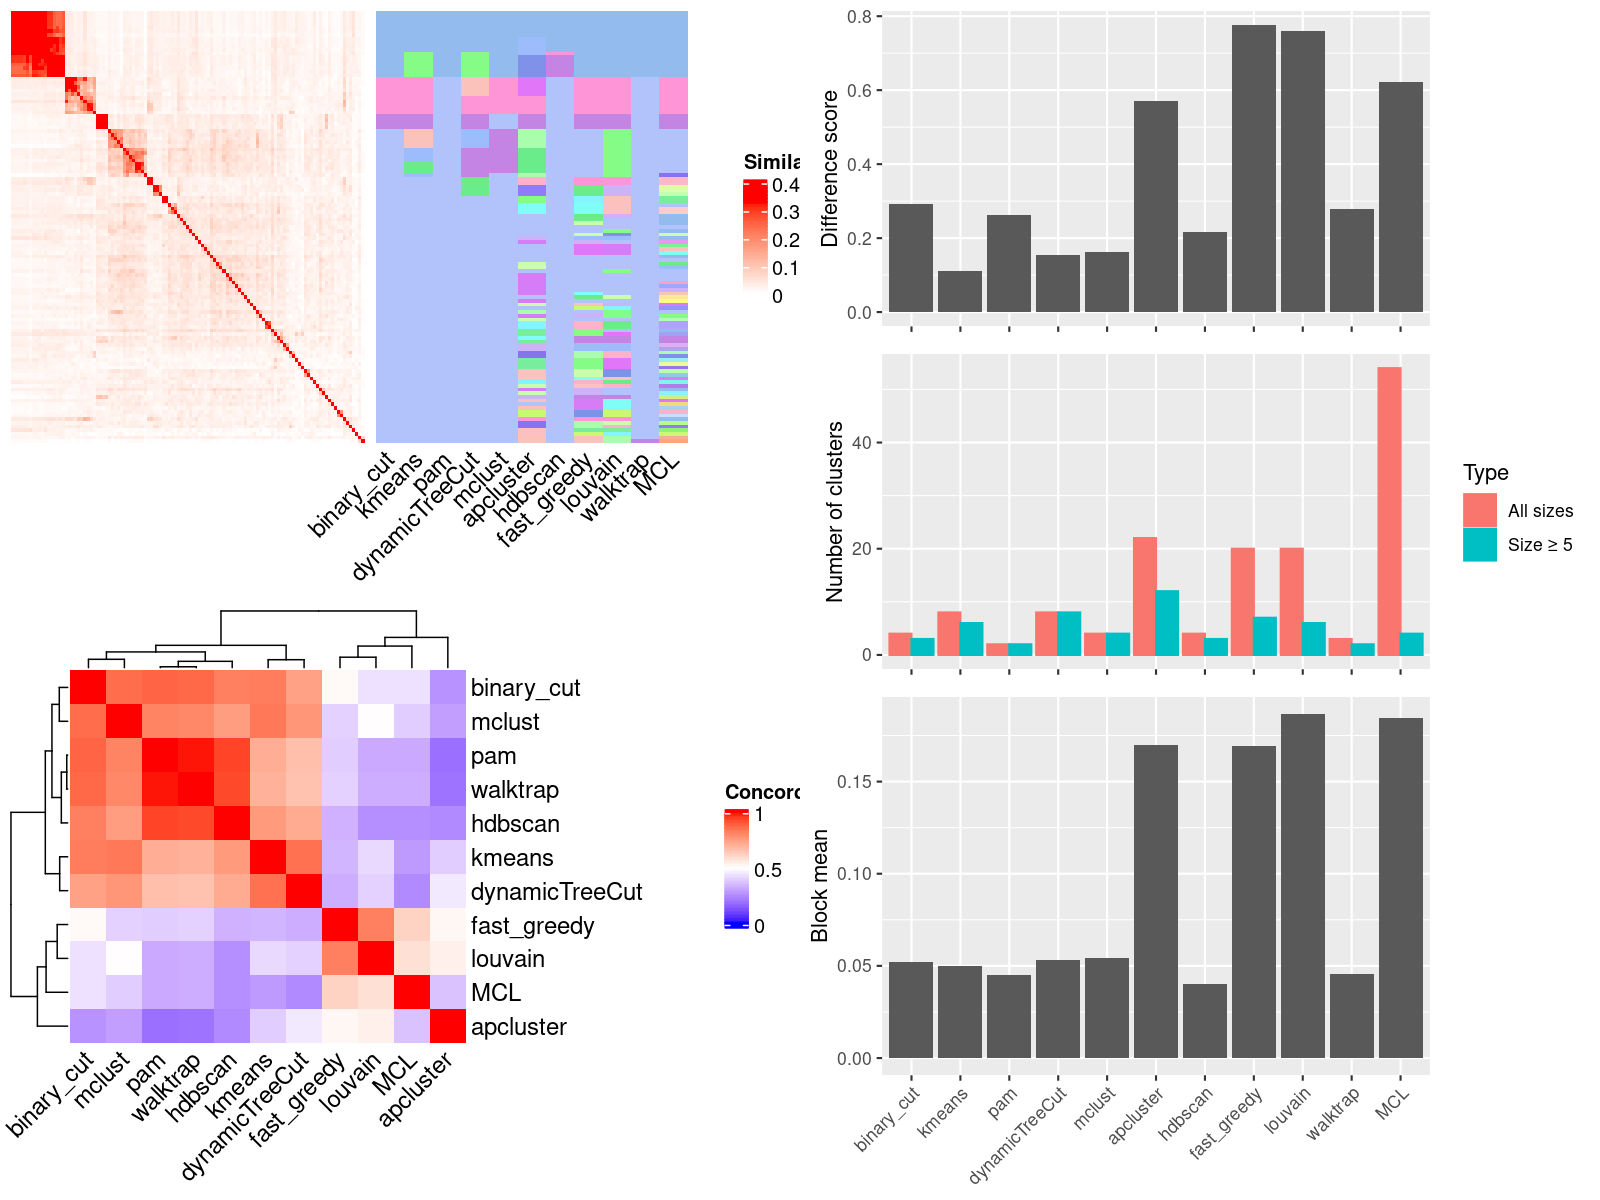 Simila
0.4
0.3
0.2
0.1
0
binary_cut
kmeans
pam
dynamicTreeCut
mclust
apcluster
hdbscan
fast_greedy
louvain
walktrap
MCL
binary_cut
mclust
pam
walktrap
hdbscan
kmeans
dynamicTreeCut
fast_greedy
louvain
MCL
apcluster
binary_cut
mclust
pam
walktrap
hdbscan
kmeans
dynamicTreeCut
fast_greedy
louvain
MCL
apcluster
Concord
1
0.5
0
Difference score
0.8
0.6
0.4
0.2
0.0
Number of clusters
40
20
0
Type
All sizes
Size ≥ 5
Block mean
0.15
0.10
0.05
0.00
binary_cut
kmeans
pam
dynamicTreeCut
mclust
apcluster
hdbscan
fast_greedy
louvain
walktrap
MCL